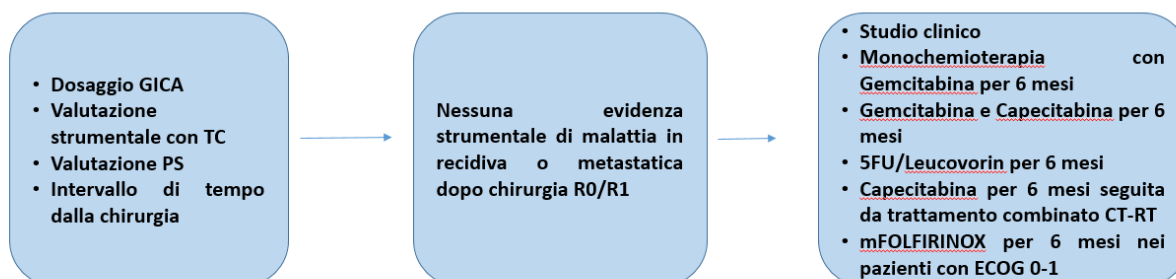 • Dosaggio GICA
• Valutazione
strumentale con TC
• Valutazione PS
• Intervallo di tempo
dalla chirurgia
Nessuna evidenza
strumentale di malattia in
recidiva o metastatica
dopo chirurgia R0/R1
• Studio clinico
• Monochemioterapia con
Gemcitabina per 6 mesi
• Gemcitabina e Capecitabina per 6
mesi
• 5FU/Leucovorin per 6 mesi
• Capecitabina per 6 mesi seguita
da trattamento combinato CT-RT
• mFOLFIRINOX per 6 mesi nei
pazienti con ECOG 0-1